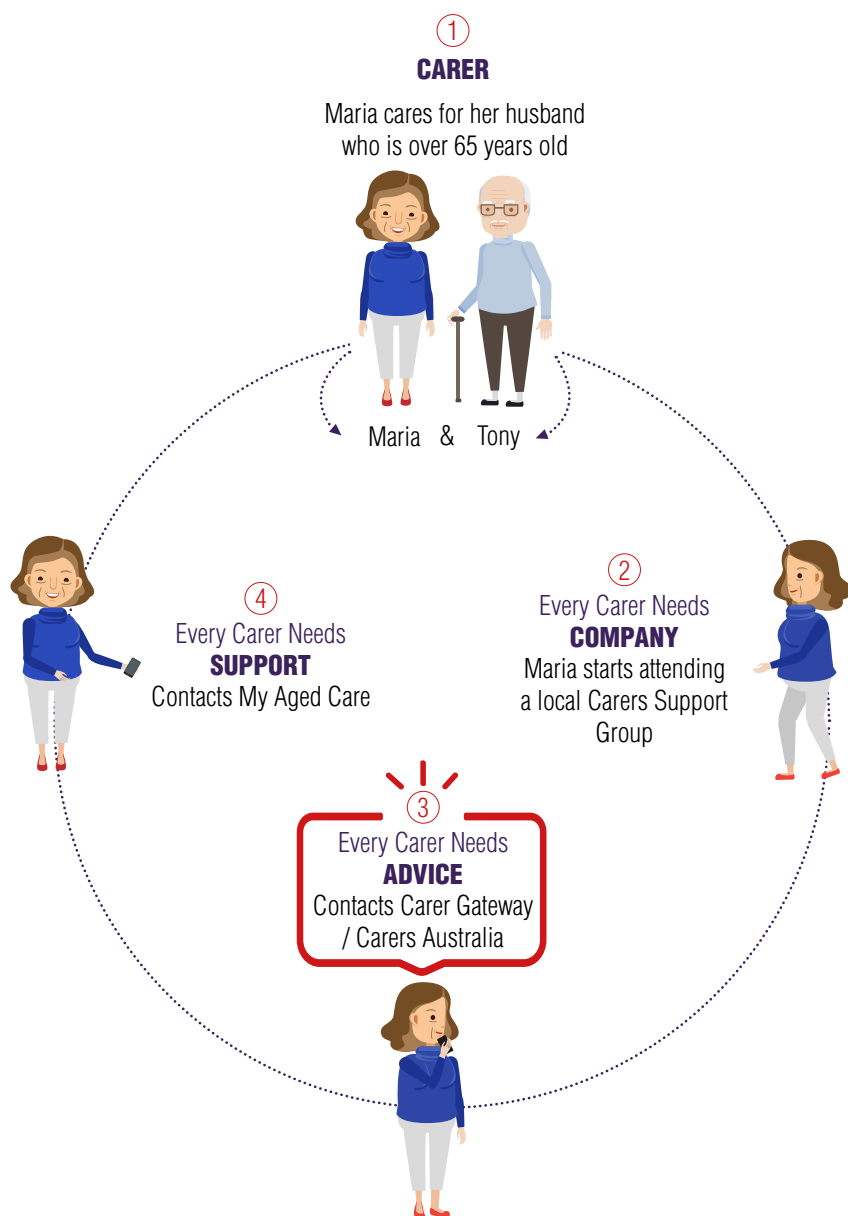 1
CARER
Maria cares for her husband
who is over 65 years old
Maria & Tony
2
Every Carer Needs
COMPANY
Maria starts attending
a local Carers Support
Group
3
Every Carer Needs
ADVICE
Contacts Carer Gateway
/ Carers Australia
4
Every Carer Needs
SUPPORT
Contacts My Aged Care